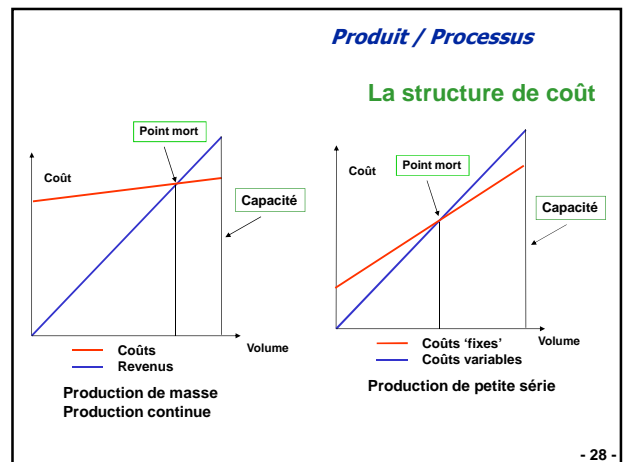 Produit / Processus
La structure de coût
Point mort
Coût
Capacité
Volume
Coûts
Revenus
Production de masse
Production continue
Coût
Point mort
Capacité
Volume
Coûts ‘fixes’
Coûts variables
Production de petite série
- 28 -